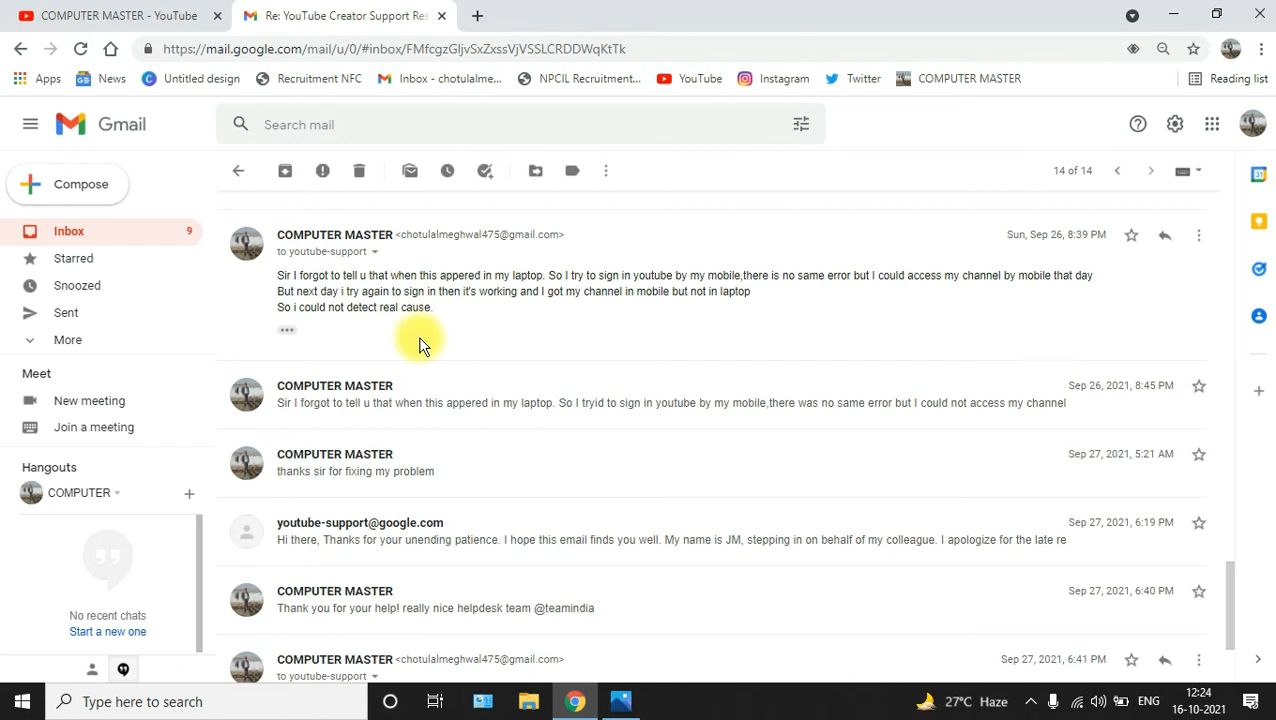 COMPUTER MASTER - YouTube
Re: YouTube Creator Support Res
https://mail.google.com/mail/u/0/#inbox/FMfcgzGljvSxZxssVjVSSLCRDDWqKtTk
Apps
News
Untitled design
Recruitment NFC
Inbox - chotulalme...
NPCIL Recruitment...
YouTube
Instagram
Twitter
COMPUTER MASTER
Reading list
Gmail
Search mail
Compose
14 of 14
Inbox
9
Starred
Snoozed
Sent
More
Meet
New meeting
Join a meeting
Hangouts
COMPUTER
No recent chats
Start a new one
COMPUTER MASTER <chotulalmeghwal475@gmail.com>
Sun, Sep 26, 8:39 PM
to youtube-support
Sir I forgot to tell u that when this appered in my laptop. So I try to sign in youtube by my mobile,there is no same error but I could access my channel by mobile that day
But next day i try again to sign in then it's working and I got my channel in mobile but not in laptop
So i could not detect real cause.
COMPUTER MASTER
Sep 26, 2021, 8:45 PM
Sir I forgot to tell u that when this appered in my laptop. So I tryid to sign in youtube by my mobile,there was no same error but I could not access my channel
COMPUTER MASTER
Sep 27, 5:21 AM
thanks sir for fixing my problem
youtube-support@google.com
Sep 27, 2021, 6:19 PM
Hi there, Thanks for your unending patience. I hope this email finds you well. My name is JM, stepping in on behalf of my colleague. I apologize for the late re
COMPUTER MASTER
Sep 27, 2021, 6:40 PM
Thank you for your help! really nice helpdesk team @teamindia
COMPUTER MASTER <chotulalmeghwal475@gmail.com>
Sep 27, 2021, 6:41 PM
to youtube-support
Type here to search
27°C Haze
ENG
12:24
16-10-2021